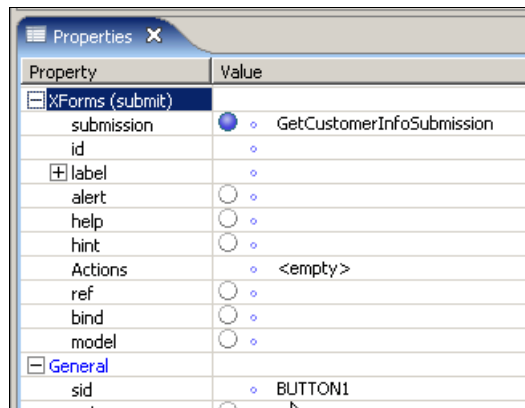 Properties
Property Value
XForms (submit)
submission GetCustomerInfoSubmission
id
label
alert
help
hint
Actions <empty>
ref
bind
model
General
sid BUTTON1